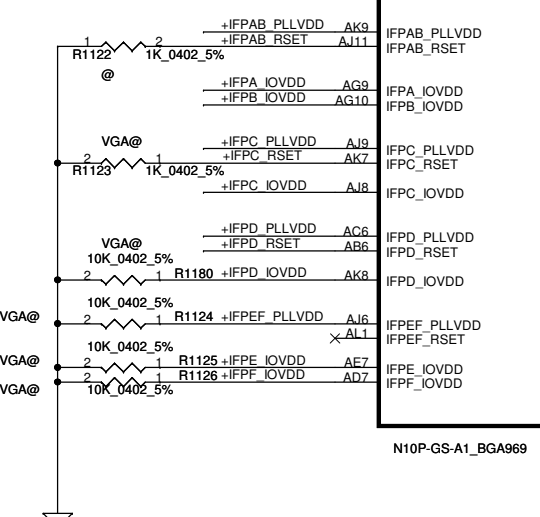 +IFPAB_PLLVDD AK9 IFPAB_PLLVDD
1 2 +IFPAB_RSET AJ11 IFPAB_RSET
R1122 1K_0402_5%
@
+IFPA_IOVDD AG9 IFPA_IOVDD
+IFPB_IOVDD AG10 IFPB_IOVDD
VGA@ +IFPC_PLLVDD AJ9 IFPC_PLLVDD
2 1 +IFPC_RSET AK7 IFPC_RSET
R1123 1K_0402_5%
+IFPC_IOVDD AJ8 IFPC_IOVDD
+IFPD_PLLVDD AC6 IFPD_PLLVDD
VGA@ +IFPD_RSET AB6 IFPD_RSET
10K_0402_5%
2 1 R1180 +IFPD_IOVDD AK8 IFPD_IOVDD
10K_0402_5%
VGA@ 2 1 R1124 +IFPEF_PLLVDD AJ6 IFPEF_PLLVDD
AL1 IFPEF_RSET
10K_0402_5%
VGA@ 2 1 R1125 +IFPE_IOVDD AE7 IFPE_IOVDD
2 1 R1126 +IFPF_IOVDD AD7 IFPF_IOVDD
VGA@ 10K_0402_5%
N10P-GS-A1_BGA969